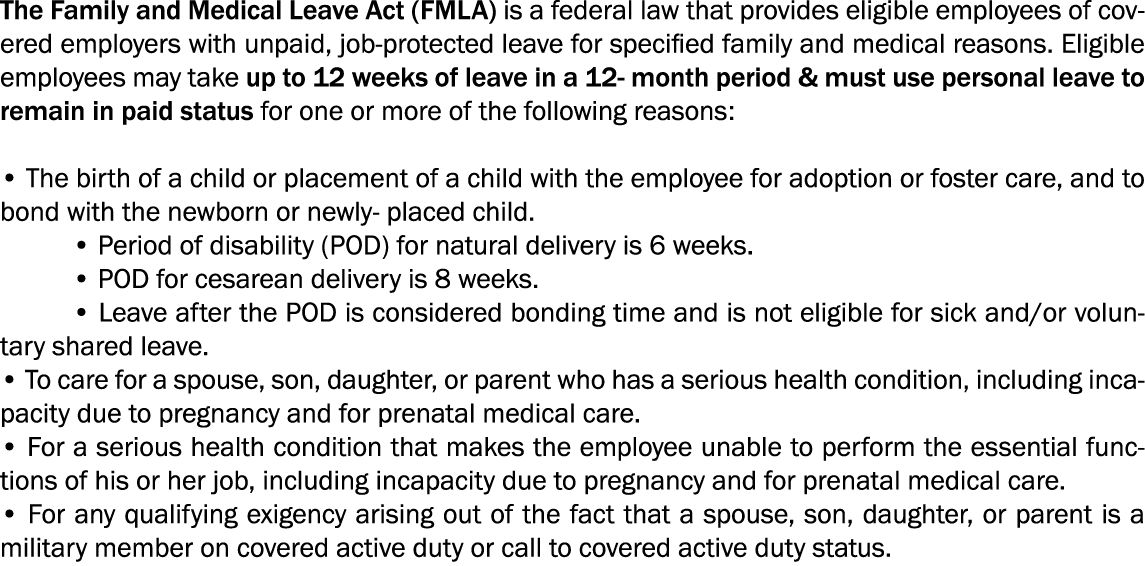 The Family and Medical Leave Act (FMLA) is a federal law that provides eligible employees of cov-
ered employers with unpaid, job-protected leave for specified family and medical reasons. Eligible
employees may take up to 12 weeks of leave in a 12- month period & must use personal leave to
remain in paid status for one or more of the following reasons:
• The birth of a child or placement of a child with the employee for adoption or foster care, and to
bond with the newborn or newly- placed child.
• Period of disability (POD) for natural delivery is 6 weeks.
• POD for cesarean delivery is 8 weeks.
• Leave after the POD is considered bonding time and is not eligible for sick and/or volun-
tary shared leave.
• To care for a spouse, son, daughter, or parent who has a serious health condition, including inca-
pacity due to pregnancy and for prenatal medical care.
• For a serious health condition that makes the employee unable to perform the essential func-
tions of his or her job, including incapacity due to pregnancy and for prenatal medical care.
• For any qualifying exigency arising out of the fact that a spouse, son, daughter, or parent is a
military member on covered active duty or call to covered active duty status.